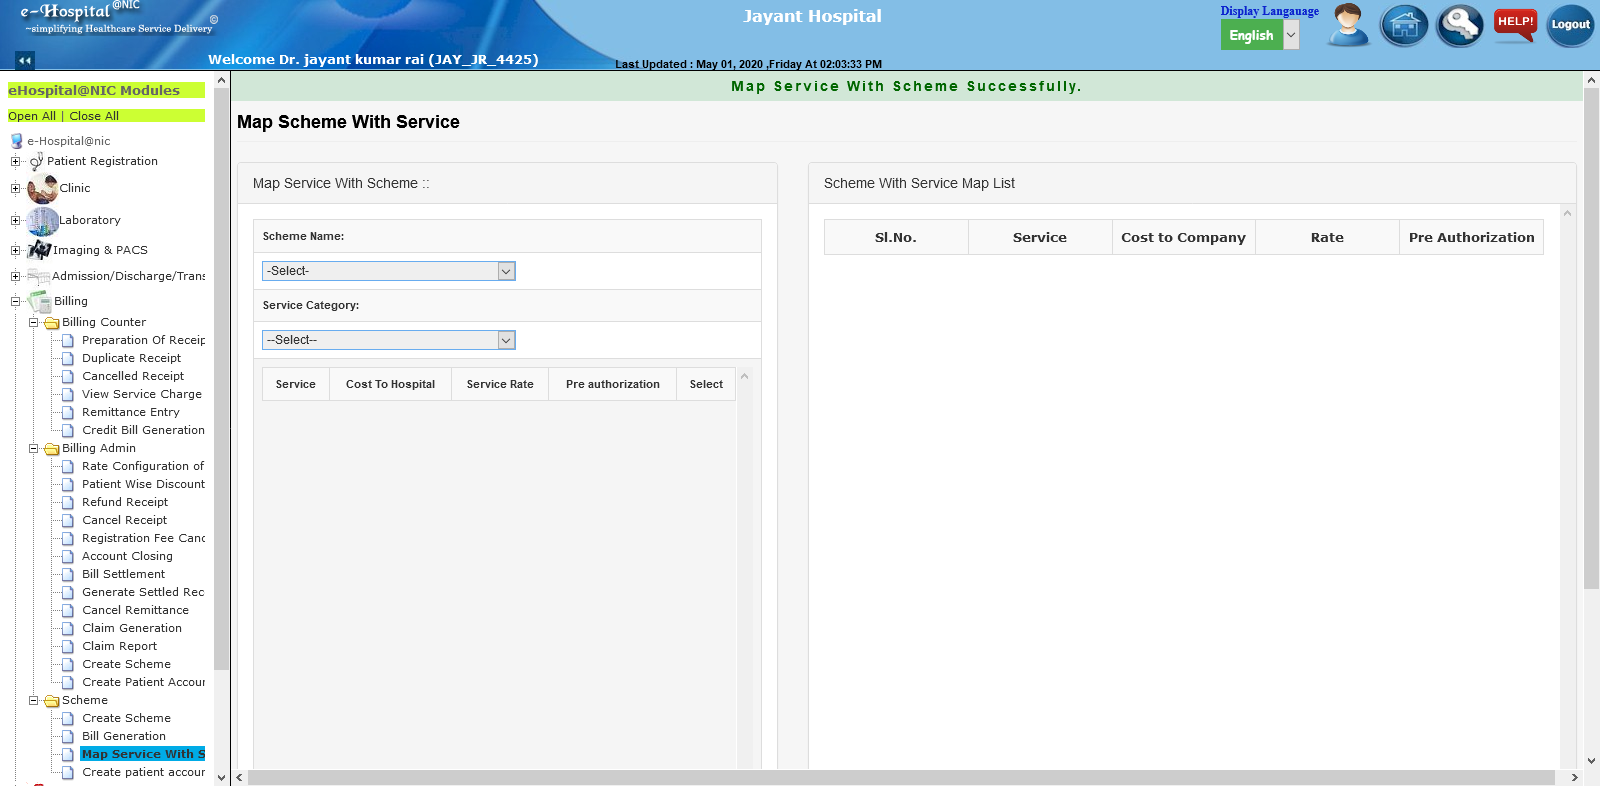 e-Hospital @NIC
~simplifying Healthcare Service Delivery ©
Jayant Hospital
Display Langauage
English
HELP!
Logout
Welcome Dr. jayant kumar rai (JAY_JR_4425)
Last Updated : May 01, 2020 ,Friday At 02:03:33 PM
eHospital@NIC Modules
Open All | Close All
e-Hospital@nic
Patient Registration
Clinic
Laboratory
Imaging & PACS
Admission/Discharge/Trans
Billing
Billing Counter
Preparation Of Receip
Duplicate Receipt
Cancelled Receipt
View Service Charge
Remittance Entry
Credit Bill Generation
Billing Admin
Rate Configuration of
Patient Wise Discount
Refund Receipt
Cancel Receipt
Registration Fee Canc
Account Closing
Bill Settlement
Generate Settled Rec
Cancel Remittance
Claim Generation
Claim Report
Create Scheme
Create Patient Accour
Scheme
Create Scheme
Bill Generation
Map Service With S
Create patient accour
Map Service With Scheme Successfully.
Map Scheme With Service
Map Service With Scheme ::
Scheme Name:
-Select-
Service Category:
--Select--
Service Cost To Hospital Service Rate Pre authorization Select
Scheme With Service Map List
Sl.No. Service Cost to Company Rate Pre Authorization